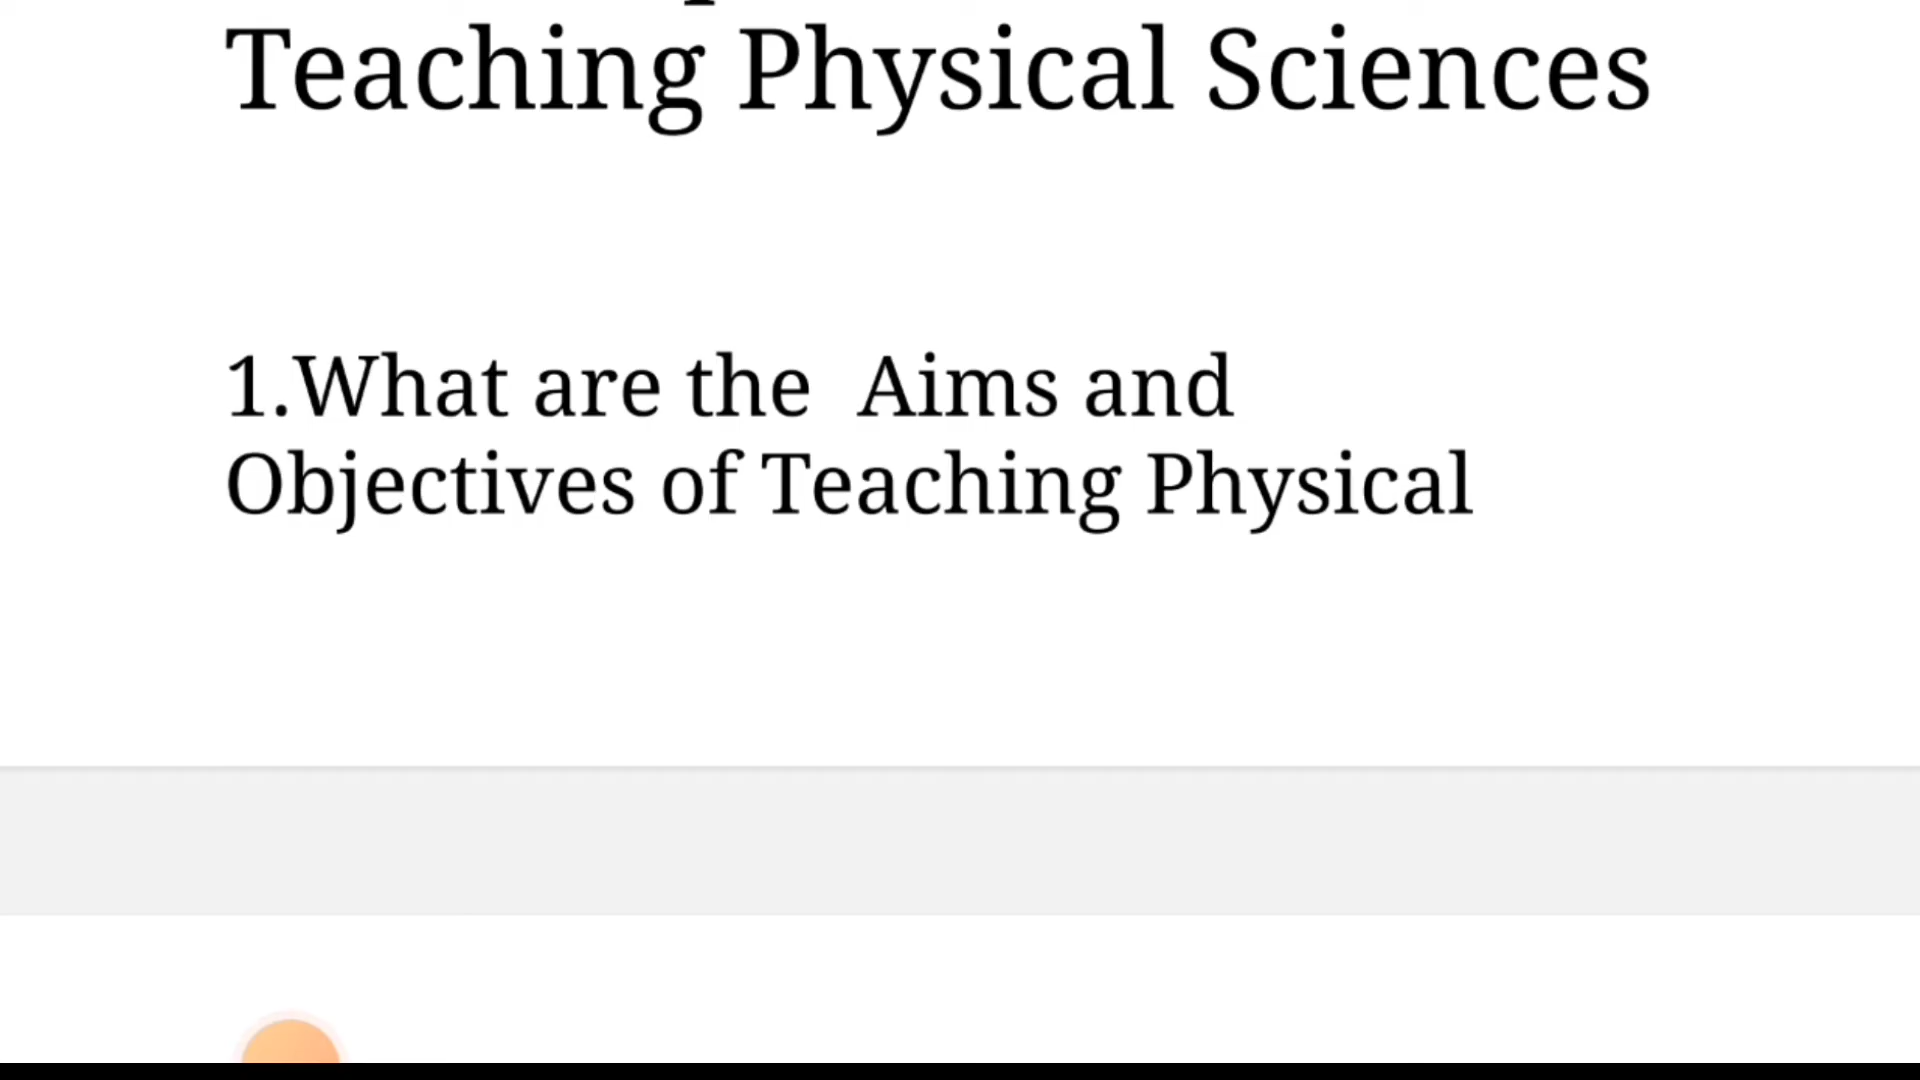 Teaching Physical Sciences
1.What are the  Aims and
Objectives of Teaching Physical